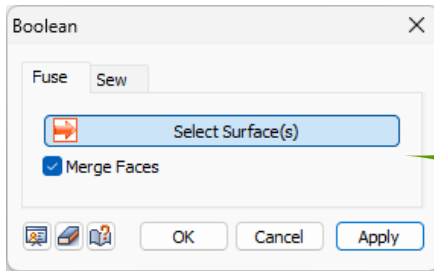 Boolean
Fuse Sew
Select Surface(s)
Merge Faces
OK Cancel Apply